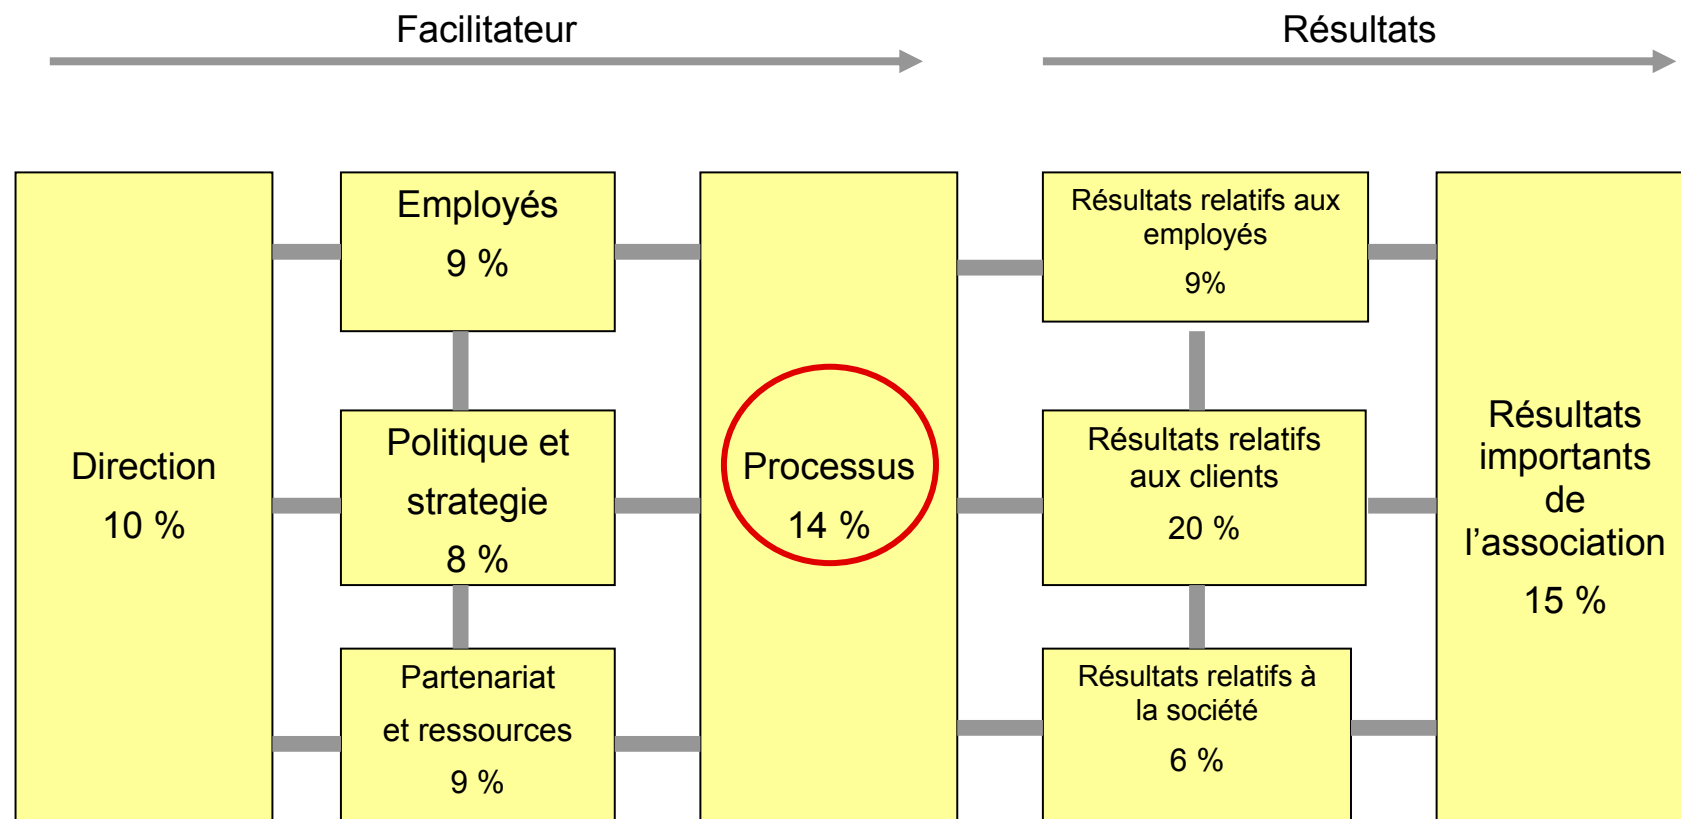 Facilitateur
Résultats
Direction
10 %
Employés
9 %
Politique et
strategie
8 %
Partenariat
et ressources
9 %
Processus
14 %
Résultats relatifs aux
employés
9%
Résultats relatifs
aux clients
20 %
Résultats relatifs à
la société
6 %
Résultats
importants
de
l’association
15 %